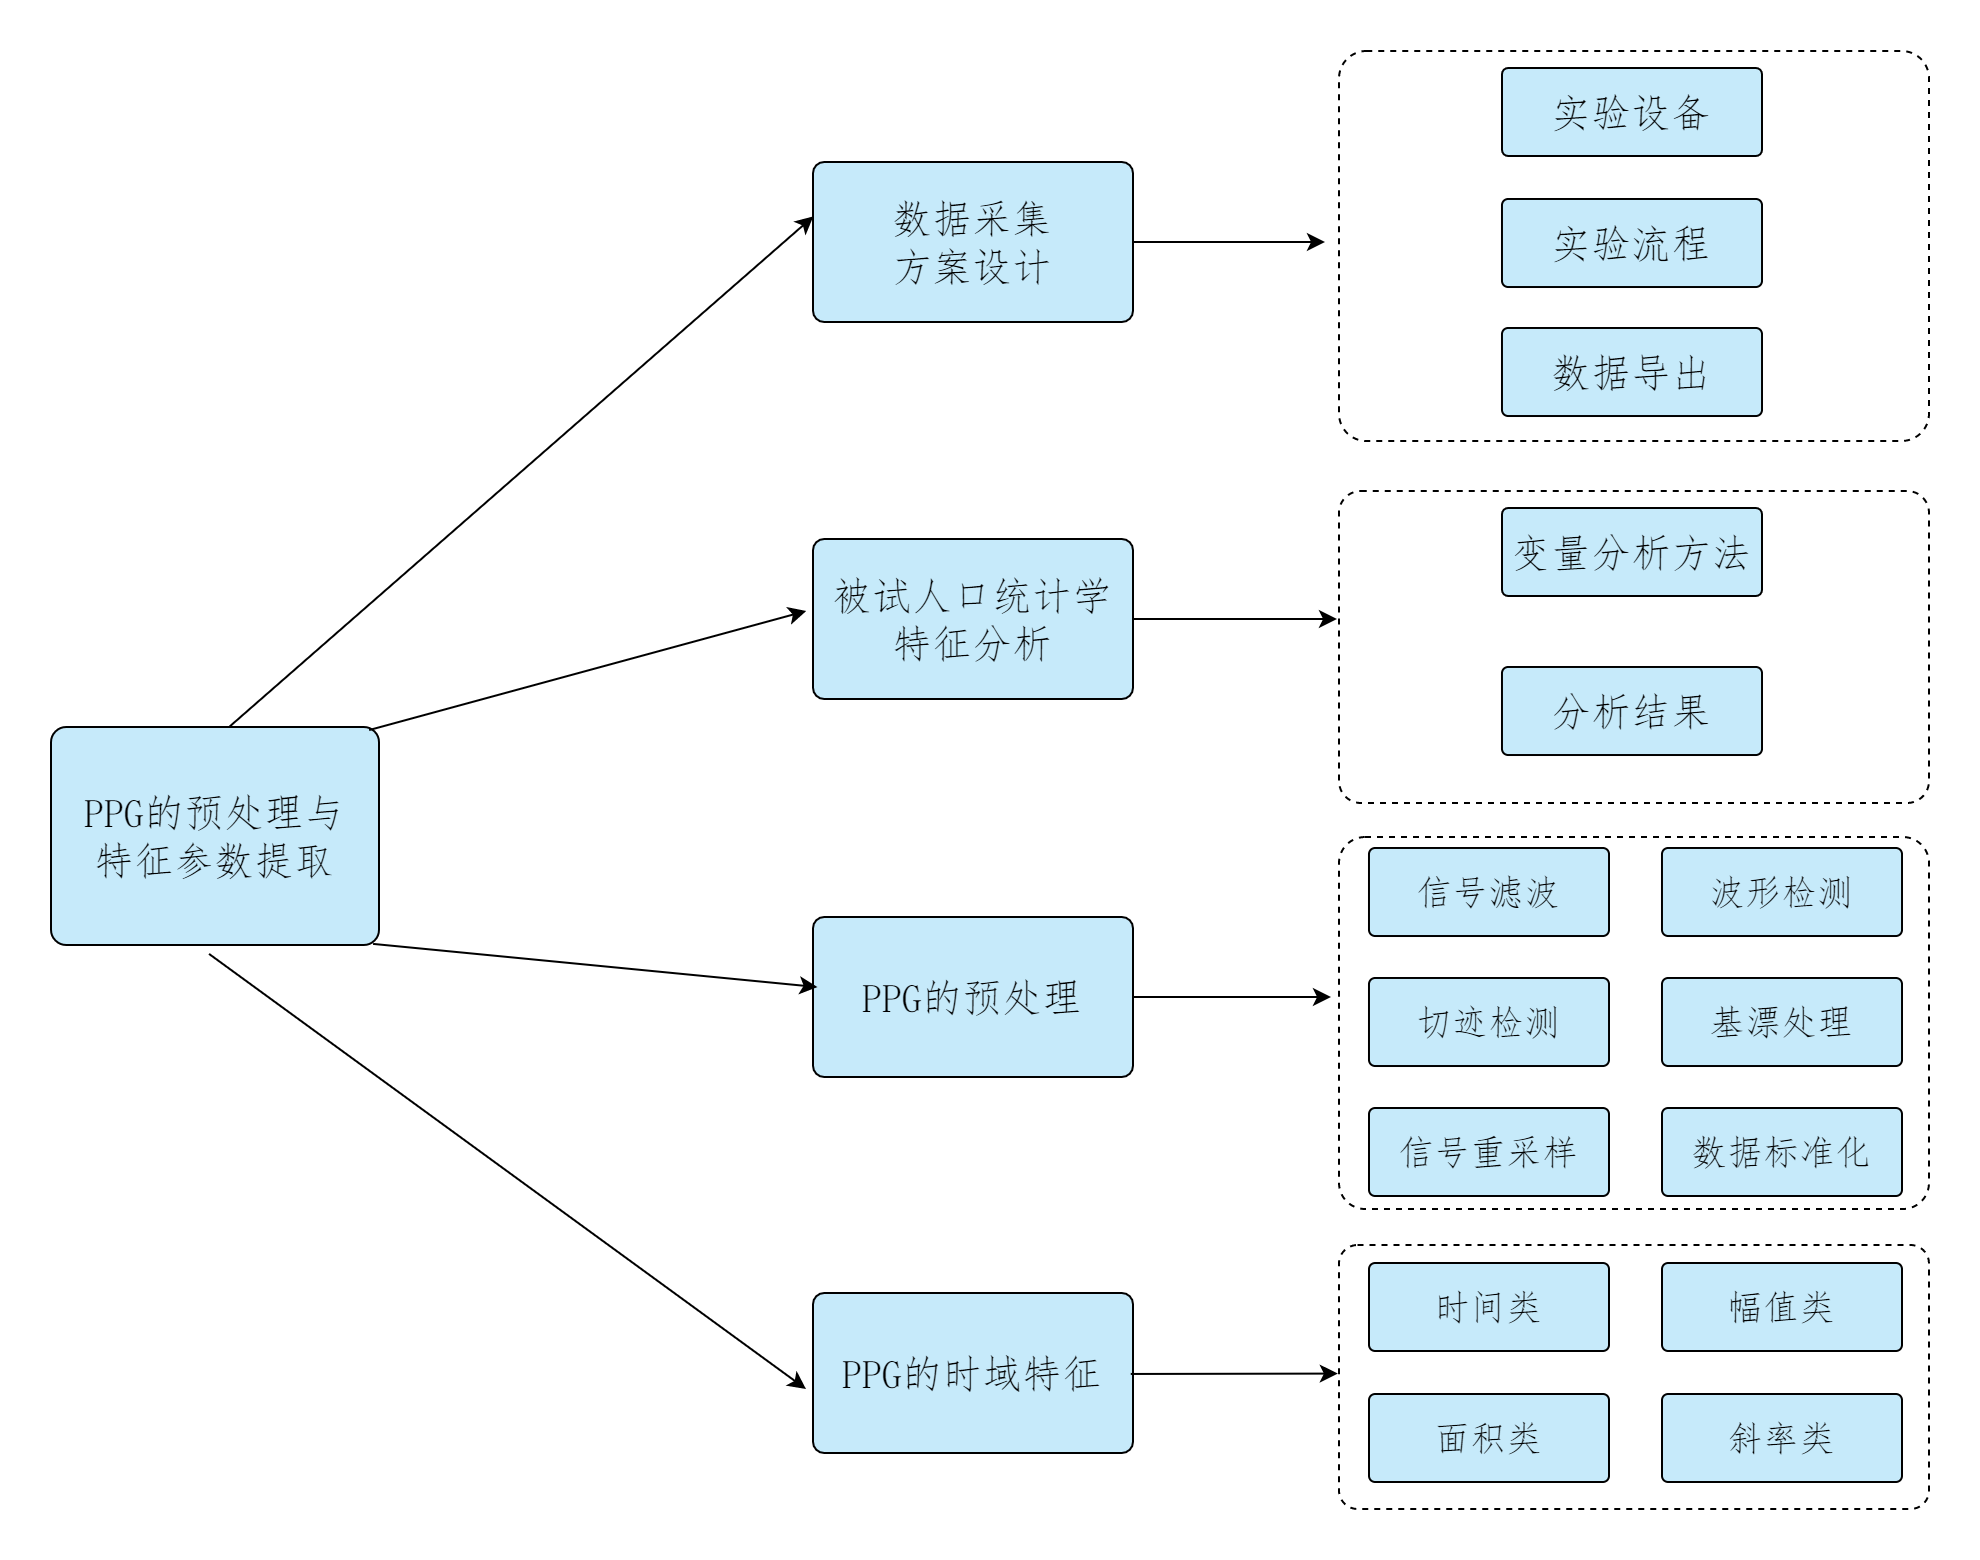 PPG的预处理与
特征参数提取
数据采集
方案设计
实验设备
实验流程
数据导出
被试人口统计学
特征分析
变量分析方法
分析结果
PPG的预处理
信号滤波
波形检测
切迹检测
基漂处理
信号重采样
数据标准化
PPG的时域特征
时间类
幅值类
面积类
斜率类